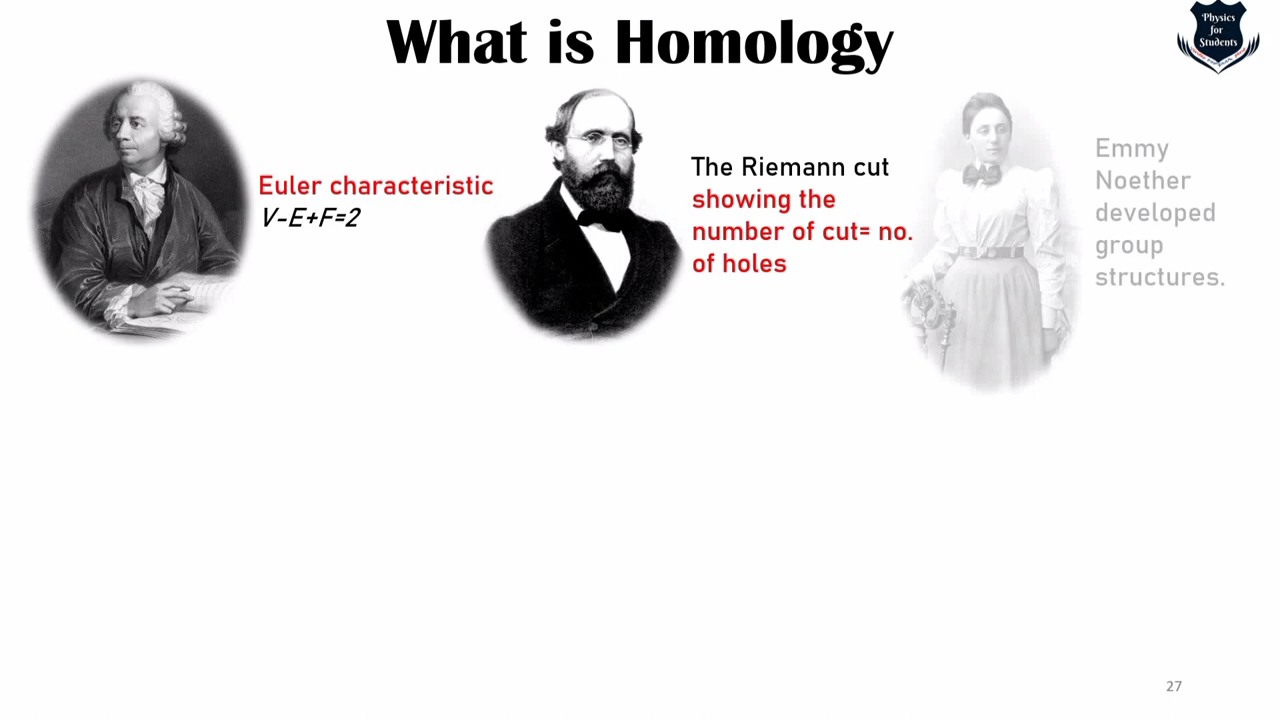 What is Homology
Physics
for
Students
Euler characteristic
V-E+F=2
The Riemann cut
showing the
number of cut= no.
of holes
Emmy
Noether
developed
group
structures.
27